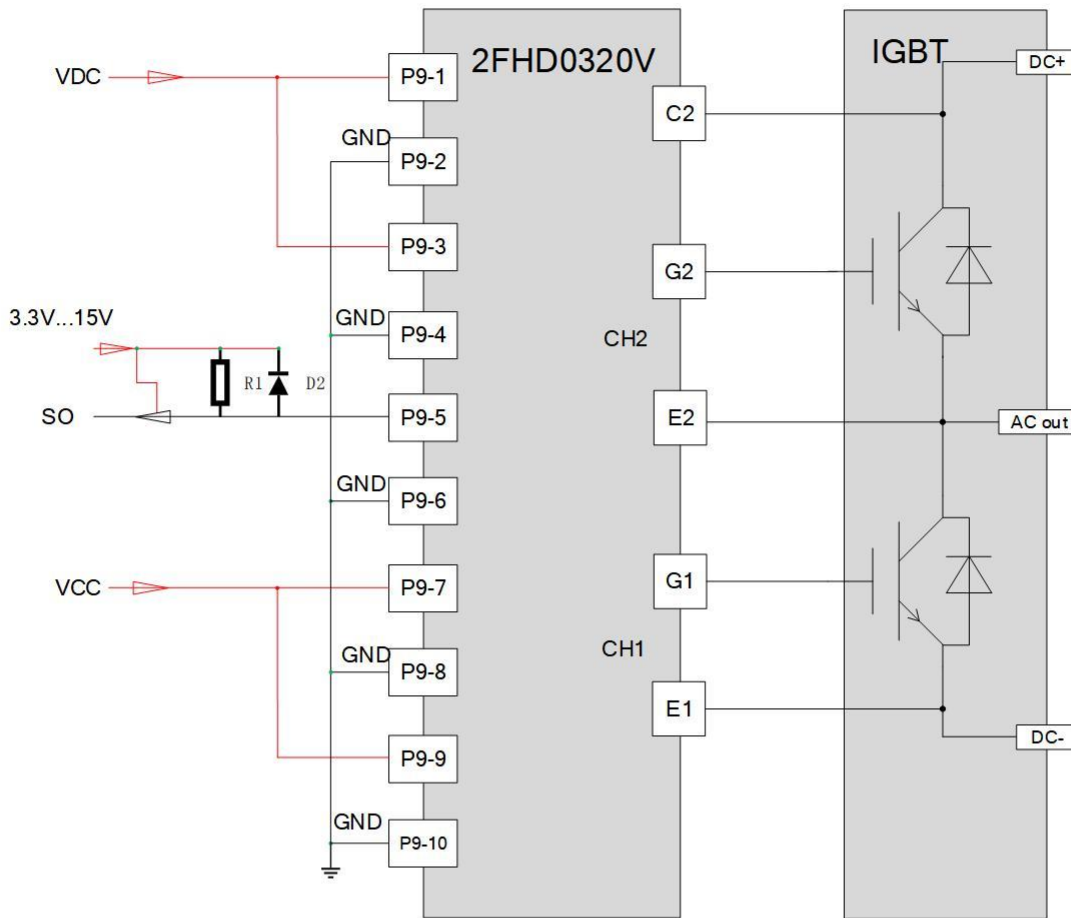 2FHD0320V
IGBT
DC+
VDC
P9-1
C2
GND
P9-2
P9-3
G2
3.3V...15V
GND
P9-4
CH2
R1
D2
SO
P9-5
E2
AC out
GND
P9-6
VCC
P9-7
G1
GND
P9-8
CH1
E1
DC-
P9-9
GND
P9-10